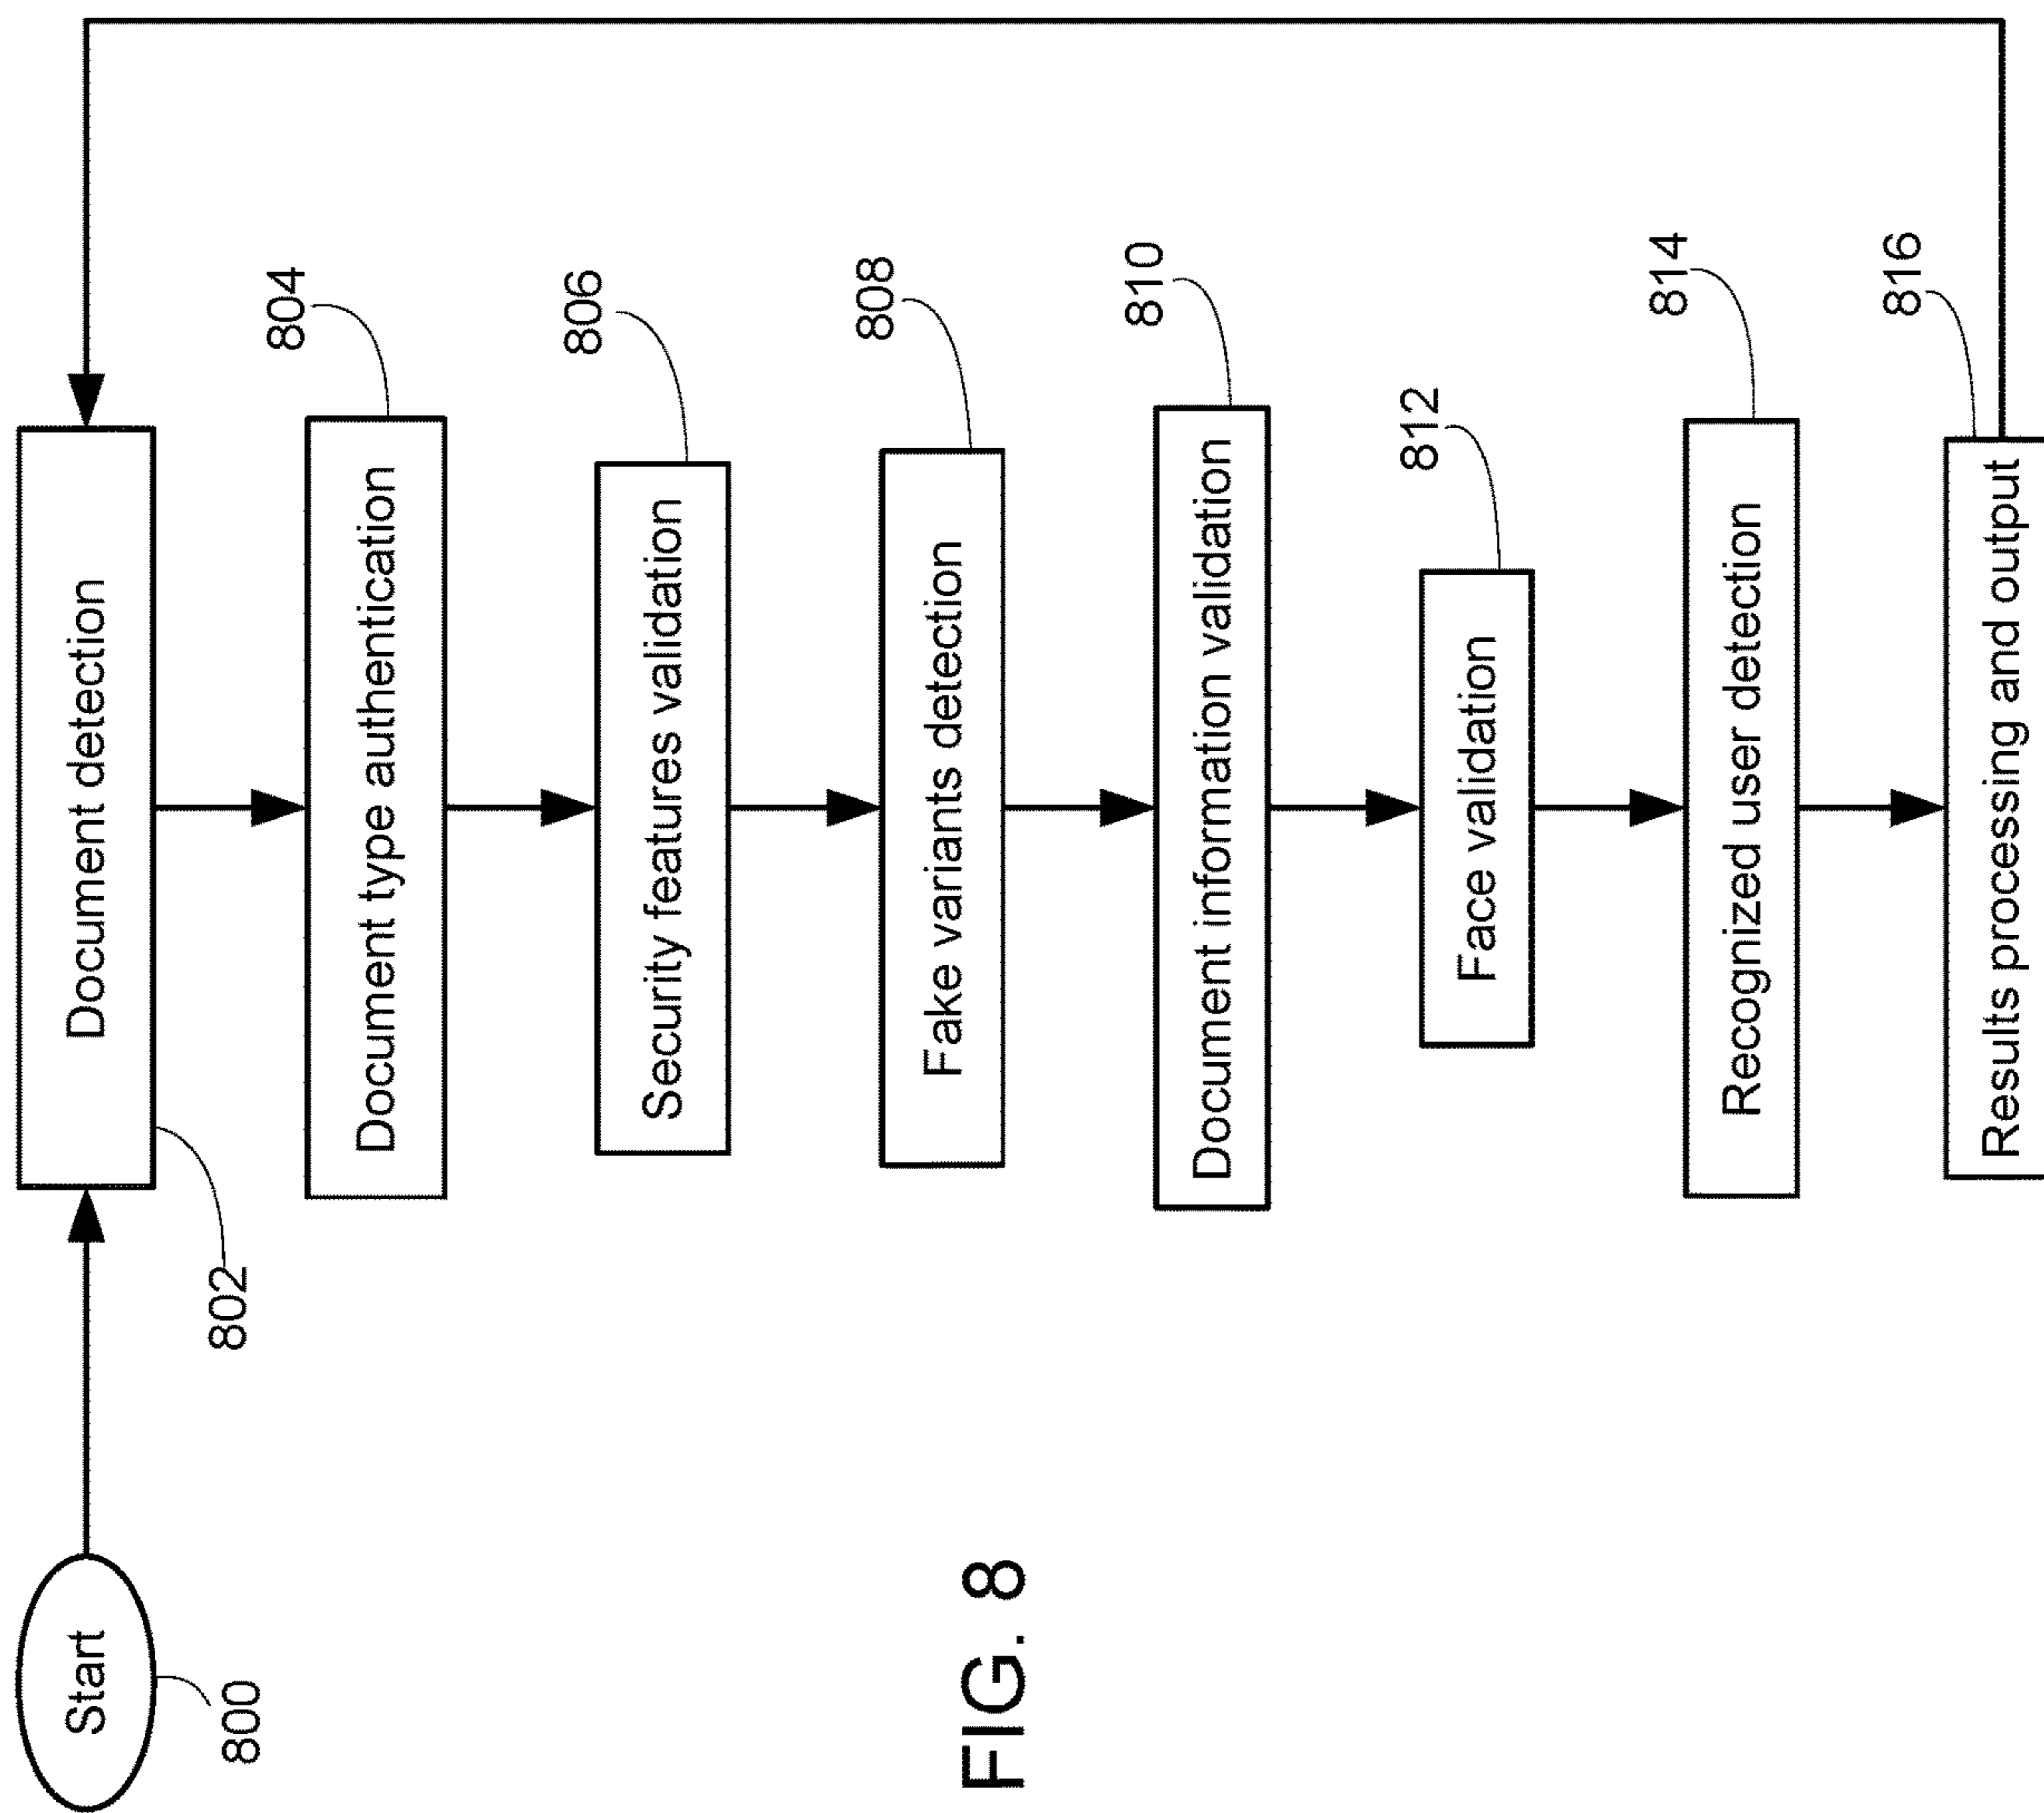 Start
800
Document detection
802
Document type authentication
804
Security features validation
806
Fake variants detection
808
Document information validation
810
Face validation
812
Recognized user detection
814
Results processing and output
816
FIG. 8